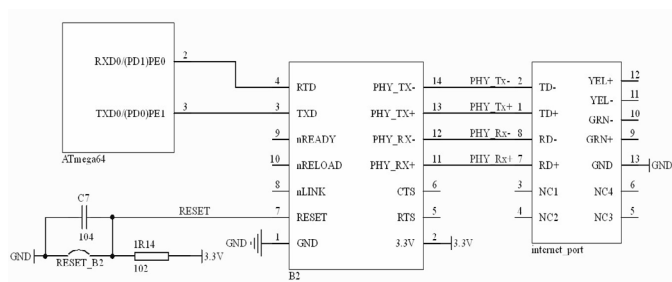 RXD0/(PD1)PE0 2
TXD0/(PD0)PE1 3
ATmega64
4 RTD PHY_TX- 14 PHY_Tx- 2 TD- YEL+ 12
3 TXD PHY_TX+ 13 PHY_Tx+ 1 TD+ YEL- 11
GRN- 10
9 nREADY PHY_RX- 12 PHY_Rx- 8 RD- GRN+ 9
10 nRELOAD PHY_RX+ 11 PHY_Rx+ 7 RD+ GND 13 GND
8 nLINK CTS 6 3 NC1 NC4 6
C7
104
RESET 7 RESET RTS 5 4 NC2 NC3 5
GND 1 GND 3.3V 2 3.3V
internet_port
GND RESET_B2 1R14 3.3V
102
B2